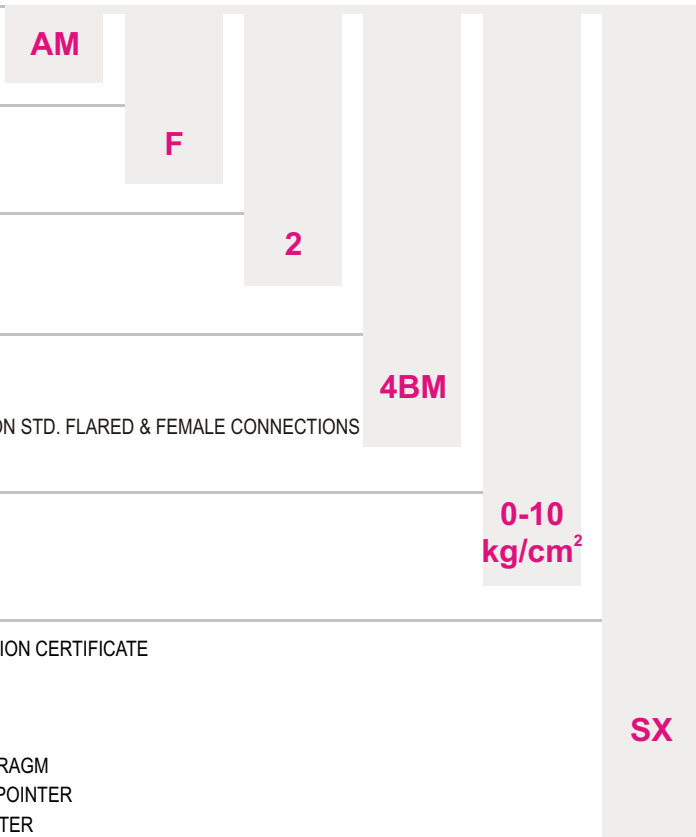 AM
F
2
4BM
ON STD. FLARED & FEMALE CONNECTIONS
0-10
kg/cm²
ION CERTIFICATE
SX
RAGM
POINTER
TER